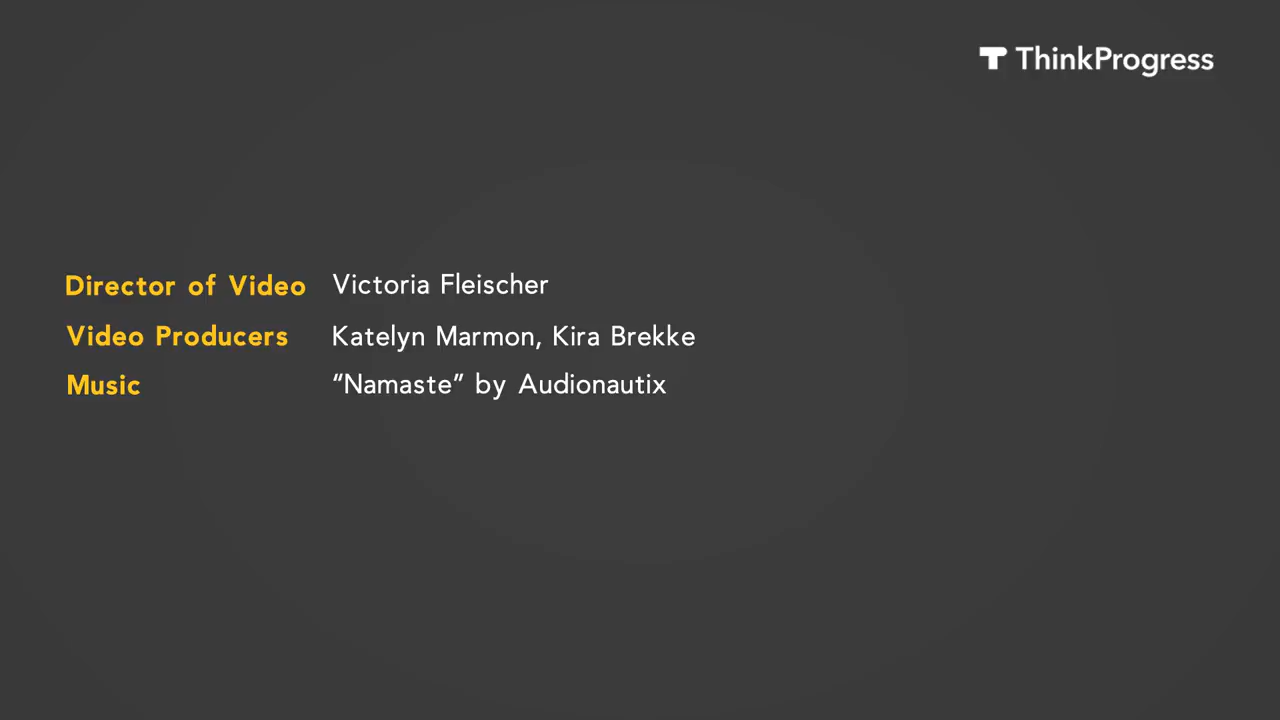 ThinkProgress
Director of Video Victoria Fleischer
Video Producers Katelyn Marmon, Kira Brekke
Music “Namaste” by Audionautix